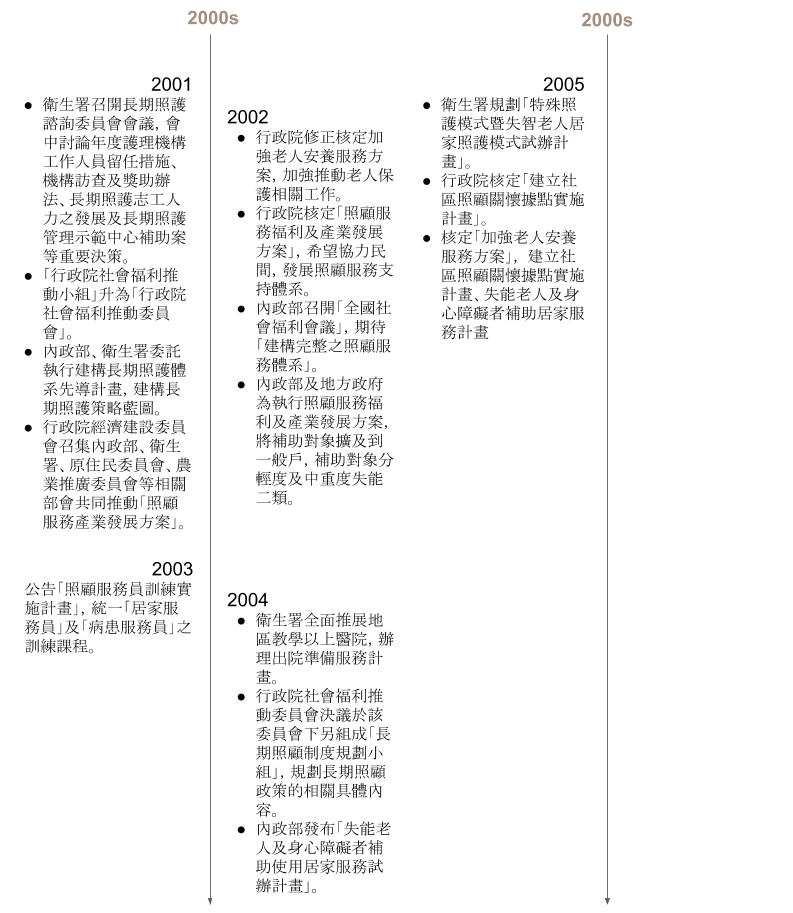 2000s
2001
● 衛生署召開長期照護
諮詢委員會會議, 會
中討論年度護理機構
工作人員留任措施、
機構訪查及獎助辦
法、長期照護志工人
力之發展及長期照護
管理示範中心補助案
等重要決策。
● 「行政院社會福利推
動小組」升為「行政院
社會福利推動委員
會」。
● 內政部、衛生署委託
執行建構長期照護體
系先導計畫, 建構長
期照護策略藍圖。
● 行政院經濟建設委員
會召集內政部、衛生
署、原住民委員會、農
業推廣委員會等相關
部會共同推動「照顧
服務產業發展方案」。
2002
● 行政院修正核定加
強老人安養服務方
案, 加強推動老人保
護相關工作。
● 行政院核定「照顧服
務福利及產業發展
方案」, 希望協力民
間, 發展照顧服務支
持體系。
● 內政部召開「全國社
會福利會議」, 期待
「建構完整之照顧服
務體系」。
● 內政部及地方政府
為執行照顧服務福
利及產業發展方案,
將補助對象擴及到
一般戶, 補助對象分
輕度及中重度失能
二類。
2003
公告「照顧服務員訓練實
施計畫」, 統一「居家服
務員」及「病患服務員」之
訓練課程。
2004
● 衛生署全面推展地
區教學以上醫院, 辦
理出院準備服務計
畫。
● 行政院社會福利推
動委員會決議於該
委員會下另組成「長
期照顧制度規劃小
組」, 規劃長期照顧
政策的相關具體內
容。
● 內政部發布「失能老
人及身心障礙者補
助使用居家服務試
辦計畫」。
2000s
2005
● 衛生署規劃「特殊照
護模式暨失智老人居
家照護模式試辦計
畫」。
● 行政院核定「建立社
區照顧關懷據點實施
計畫」。
● 核定「加強老人安養
服務方案」, 建立社
區照顧關懷據點實施
計畫、失能老人及身
心障礙者補助居家服
務計畫